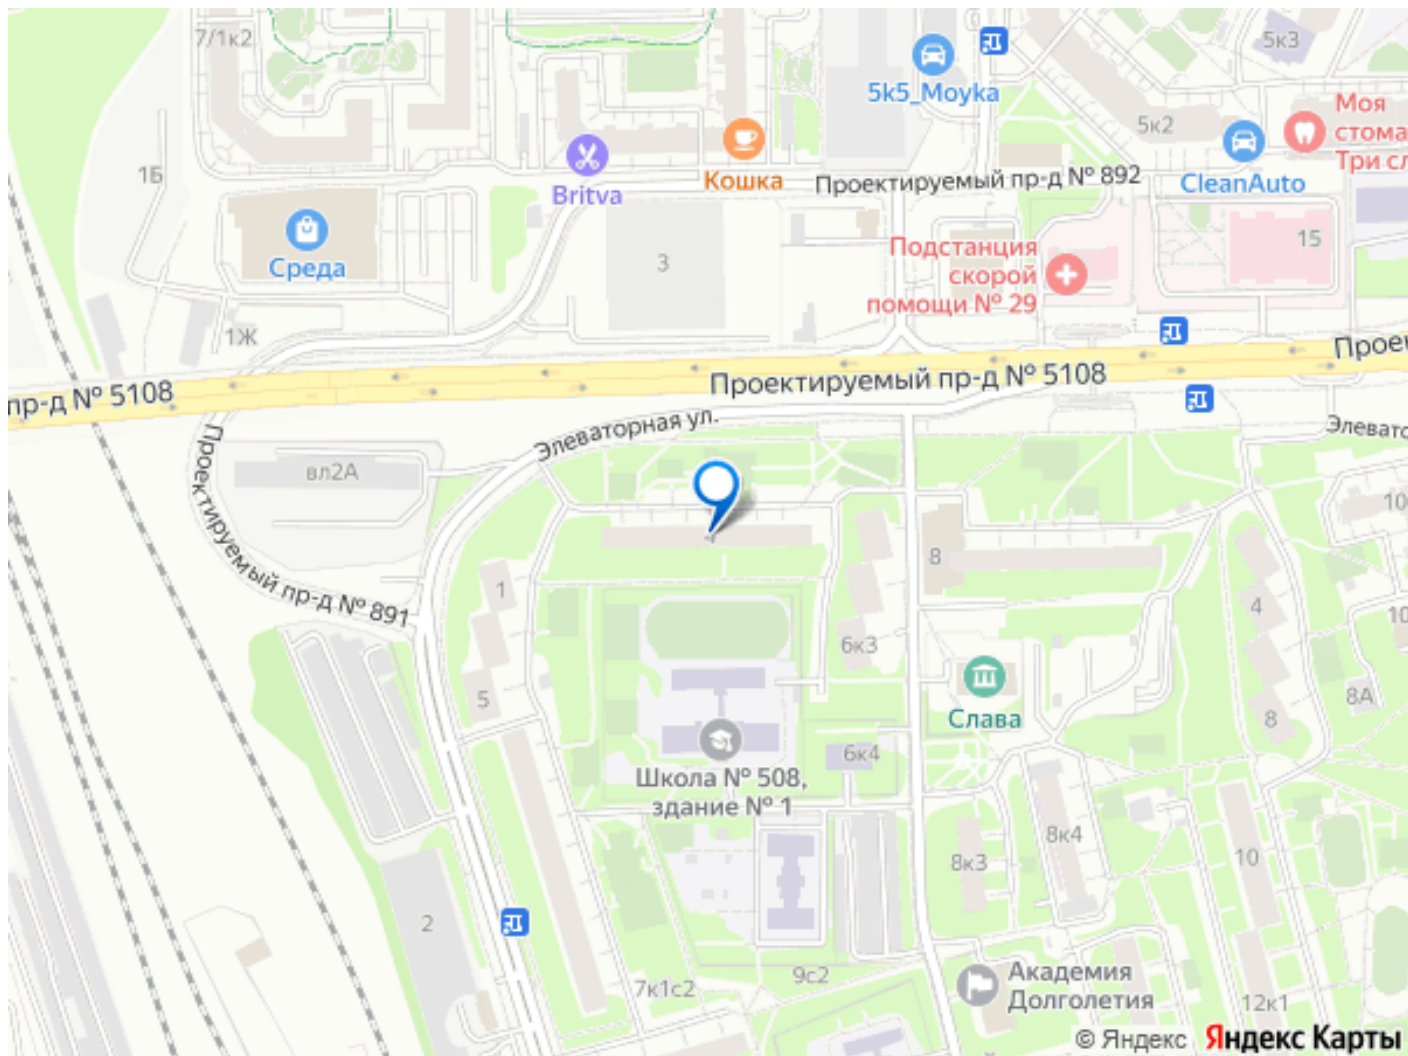 7/1к2
5к3
5k5_Moyka
Моя
стома
Три сл
5к2
1Б
Britva
Кошка
Проектируемый пр-д № 892
CleanAuto
Среда
3
Подстанция
скорой
помощи № 29
15
1Ж
Прое
Проектируемый пр-д № 5108
пр-д № 5108
Элеваторная ул.
Элевато
Проектируемый пр-д № 891
вл2А
10
8
1
4
6к3
10
5
Слава
8А
8
6к4
Школа № 508,
здание № 1
8к4
8к3
10
2
9с2
7к1с2
Академия
Долголетия
12к1
© Яндекс Яндекс Карты